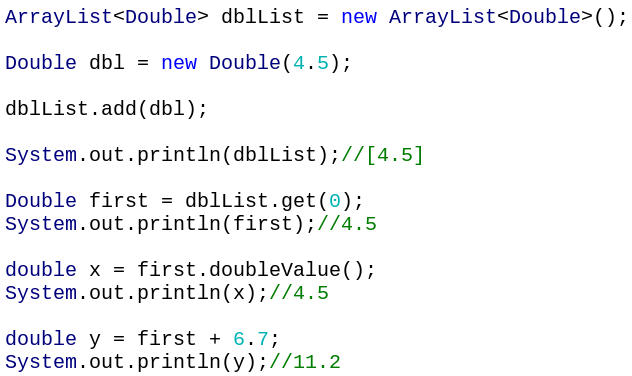 ArrayList<Double> dblList = new ArrayList<Double>();
Double dbl = new Double(4.5);
dblList.add(dbl);
System.out.println(dblList);//[4.5]
Double first = dblList.get(0);
System.out.println(first);//4.5
double x = first.doubleValue();
System.out.println(x);//4.5
double y = first + 6.7;
System.out.println(y);//11.2